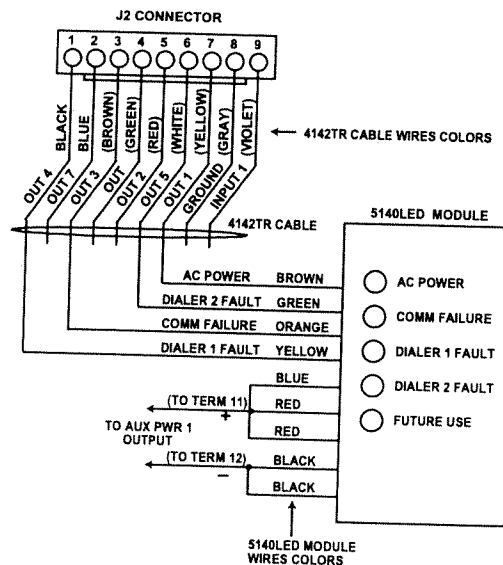 J2 CONNECTOR
1 2 3 4 5 6 7 8 9
BLACK
BLUE
(BROWN)
(GREEN)
(RED)
(WHITE)
(YELLOW)
(GRAY)
(VIOLET)
4142TR CABLE WIRES COLORS
OUT 4
OUT 7
OUT 3
OUT
OUT 2
OUT 5
OUT 1
GROUND
INPUT 1
4142TR CABLE
5140LED MODULE
AC POWER BROWN
DIALER 2 FAULT GREEN
COMM FAILURE ORANGE
DIALER 1 FAULT YELLOW
BLUE
(TO TERM 11) RED
+
TO AUX PWR 1
OUTPUT
RED
(TO TERM 12) BLACK
–
BLACK
AC POWER
COMM FAILURE
DIALER 1 FAULT
DIALER 2 FAULT
FUTURE USE
5140LED MODULE
WIRES COLORS